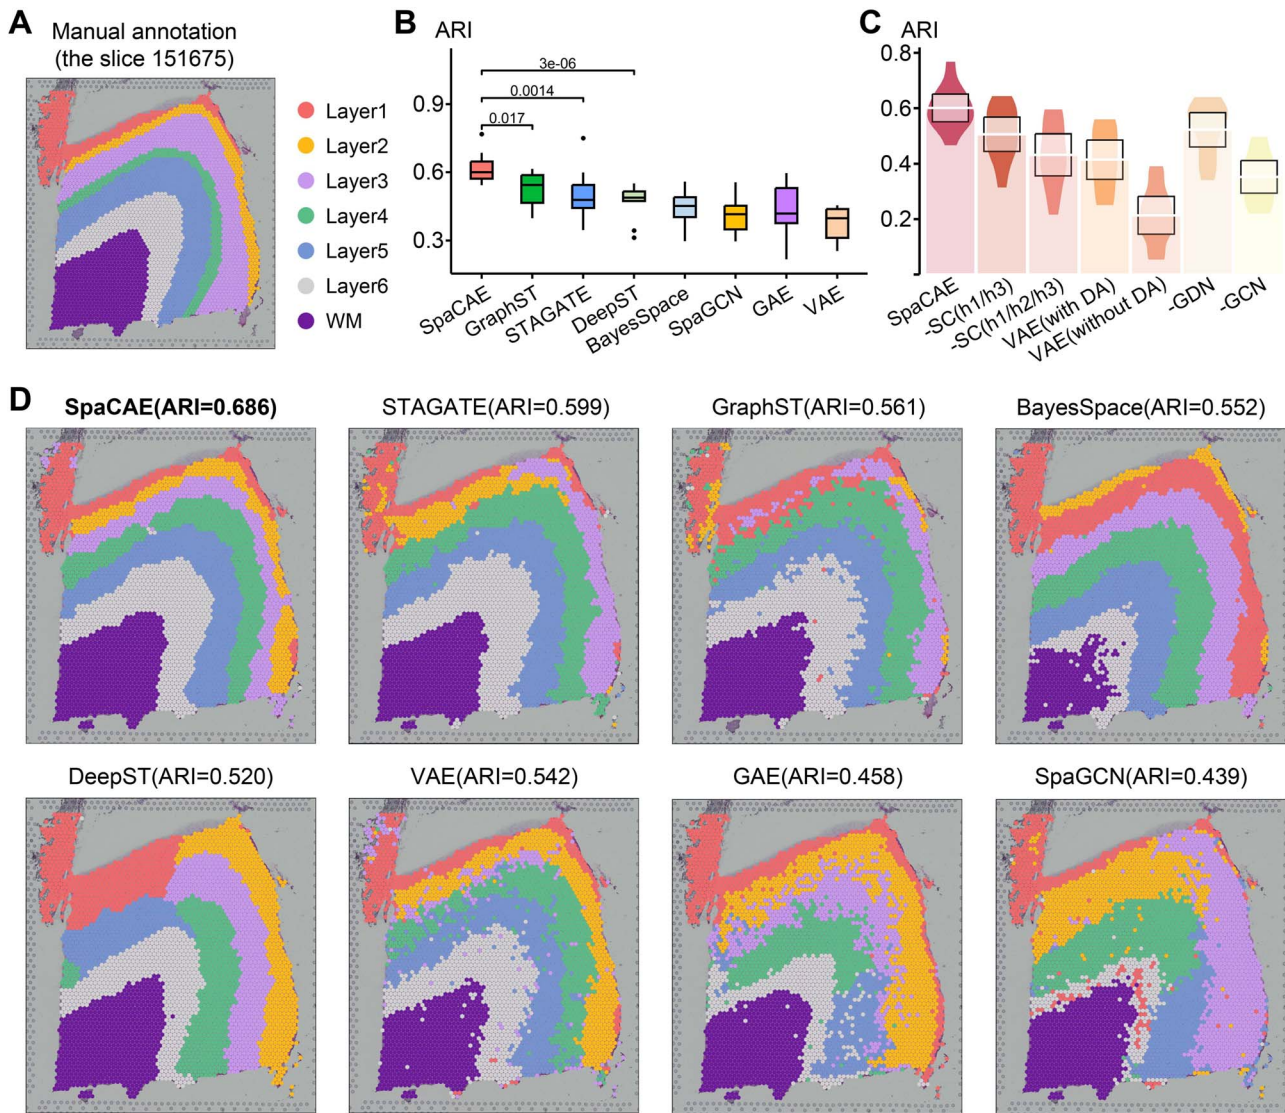 A
Manual annotation
(the slice 151675)
Layer1
Layer2
Layer3
Layer4
Layer5
Layer6
WM
B
ARI
0.9
0.6
0.3
3e-06
0.0014
0.017
SpaCAE
GraphST
STAGATE
DeepST
BayesSpace
SpaGCN
GAE
VAE
C
ARI
0.8
0.6
0.4
0.2
SpaCAE
-SC(h1/h3)
-SC(h1/h2/h3)
VAE(with DA)
VAE(without DA)
-GDN
-GCN
D
SpaCAE(ARI=0.686)
STAGATE(ARI=0.599)
GraphST(ARI=0.561)
BayesSpace(ARI=0.552)
DeepST(ARI=0.520)
VAE(ARI=0.542)
GAE(ARI=0.458)
SpaGCN(ARI=0.439)